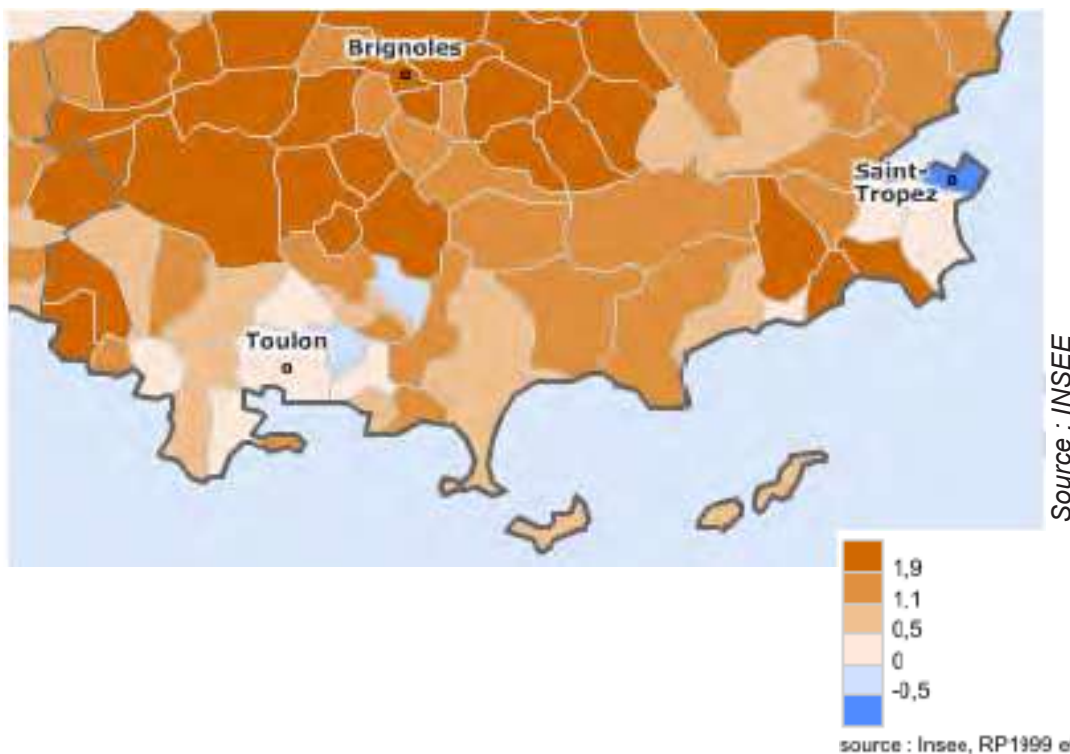 Brignoles
Saint-
Tropez
Toulon
Source : INSEE
1,9
1,1
0,5
0
-0,5
source : Insee, RP1999 e